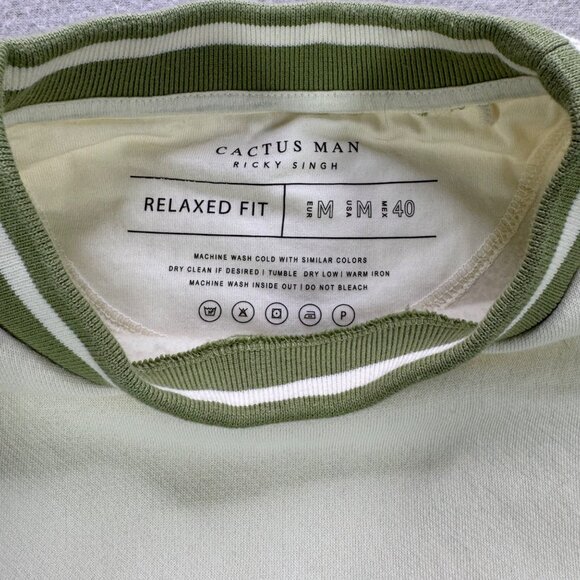 CACTUS MAN
RICKY SINGH
RELAXED FIT EUR M USA M MEX 40
MACHINE WASH COLD WITH SIMILAR COLORS
DRY CLEAN IF DESIRED | TUMBLE DRY LOW | WARM IRON
MACHINE WASH INSIDE OUT | DO NOT BLEACH
P